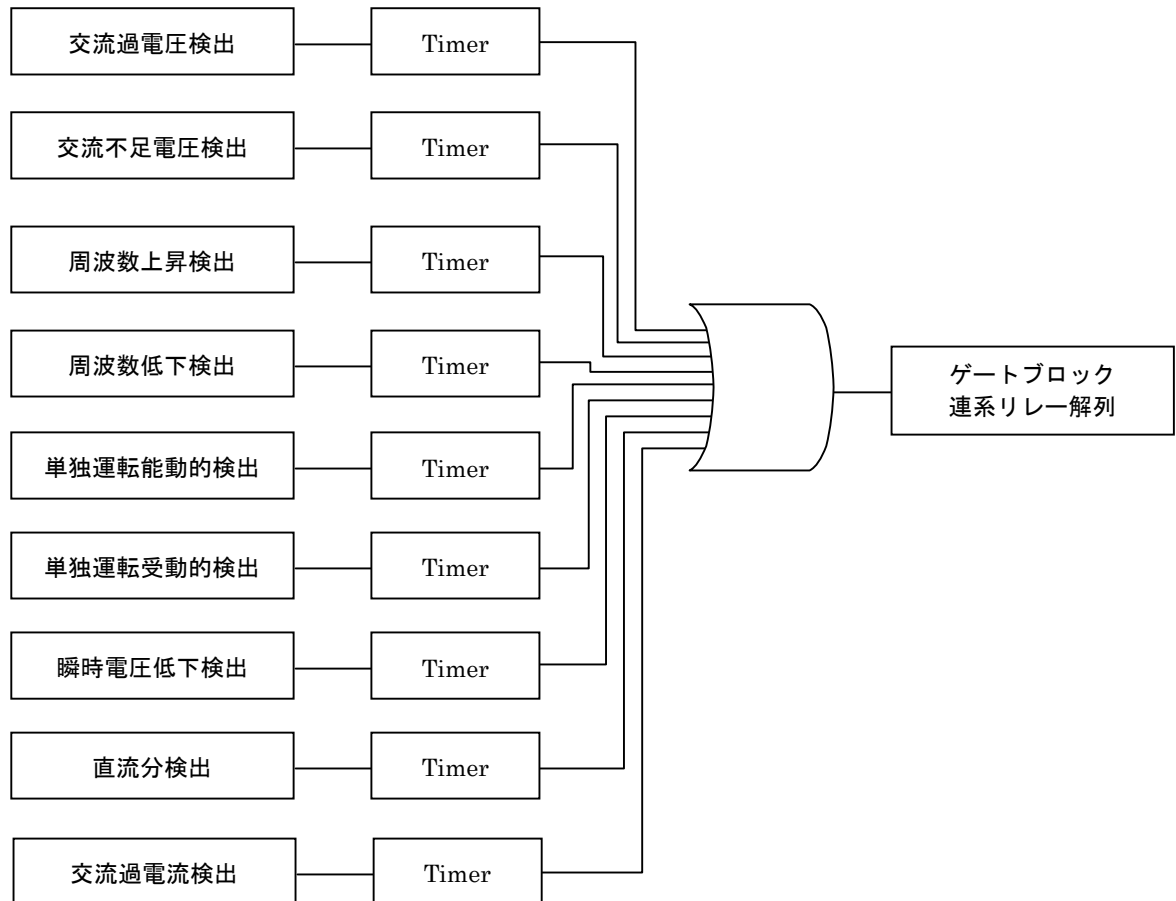 交流過電圧検出
Timer
交流不足電圧検出
Timer
周波数上昇検出
Timer
周波数低下検出
Timer
単独運転能動的検出
Timer
単独運転受動的検出
Timer
瞬時電圧低下検出
Timer
直流分検出
Timer
交流過電流検出
Timer
ゲートブロック
連系リレー解列